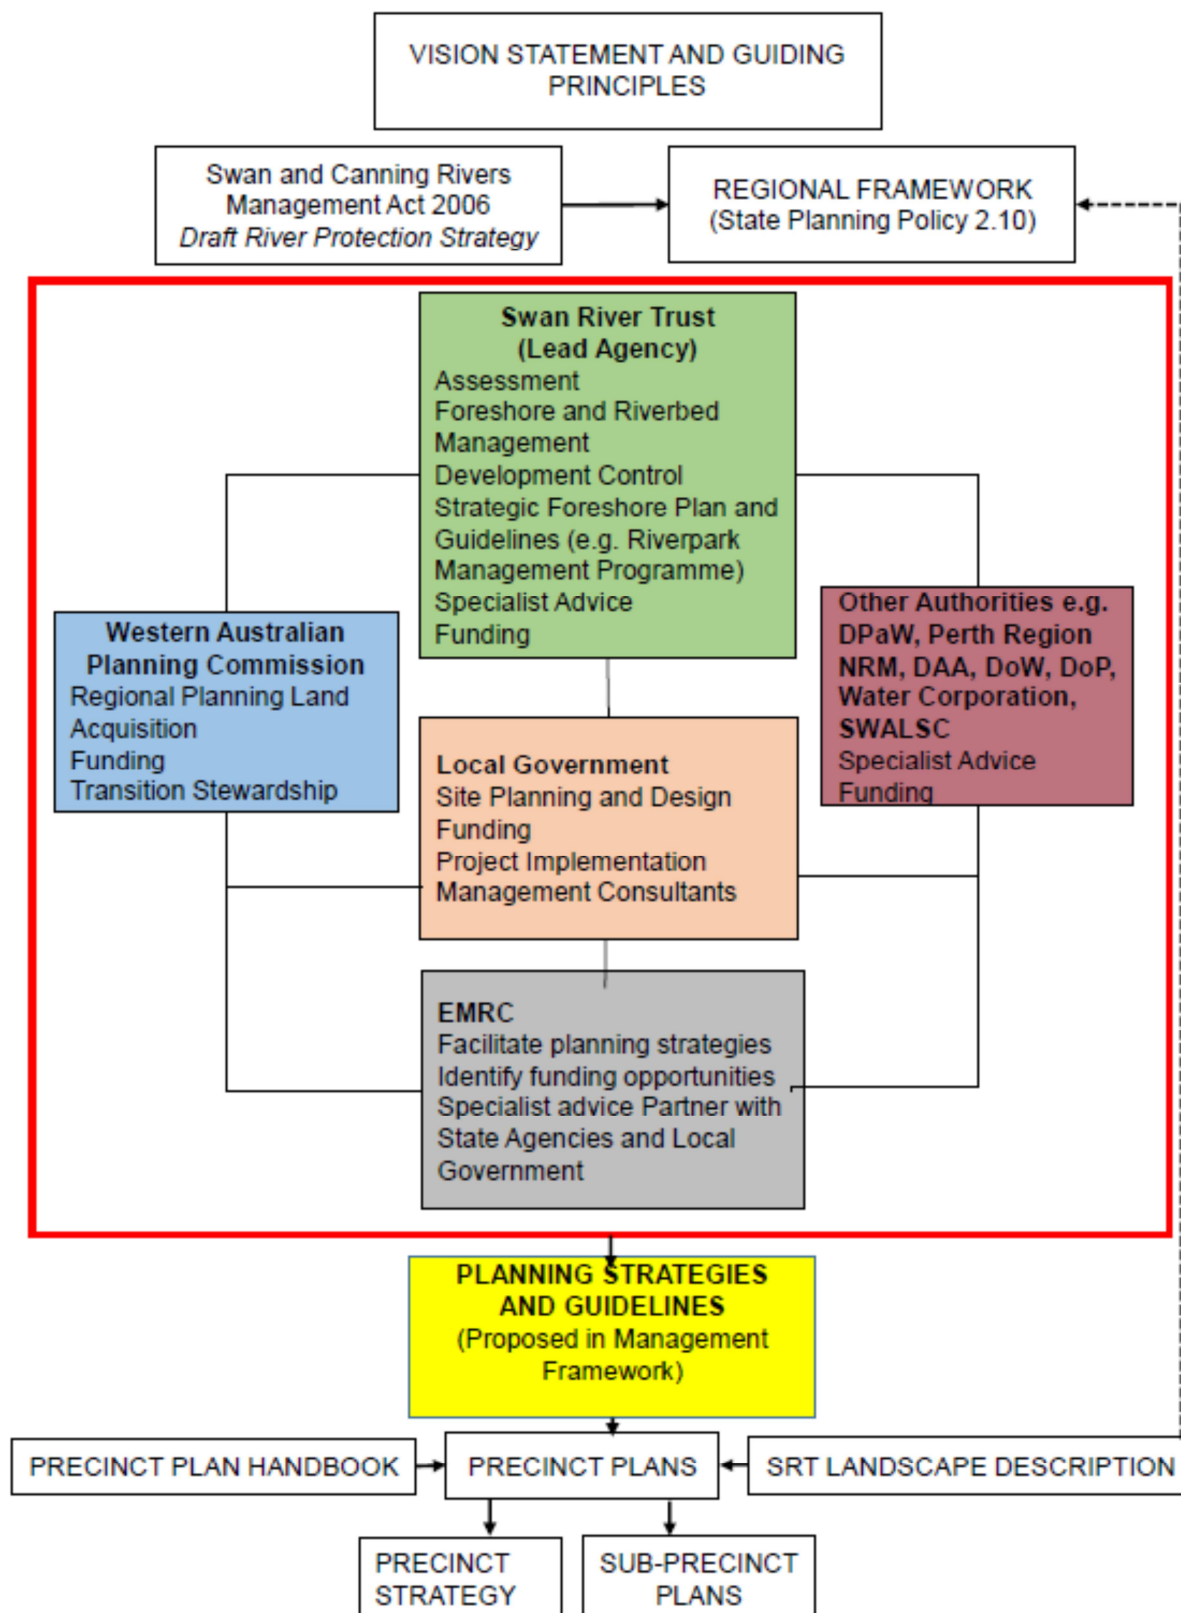 VISION STATEMENT AND GUIDING
PRINCIPLES
Swan and Canning Rivers
Management Act 2006
Draft River Protection Strategy
REGIONAL FRAMEWORK
(State Planning Policy 2.10)
Swan River Trust
(Lead Agency)
Assessment
Foreshore and Riverbed
Management
Development Control
Strategic Foreshore Plan and
Guidelines (e.g. Riverpark
Management Programme)
Specialist Advice
Funding
Western Australian
Planning Commission
Regional Planning Land
Acquisition
Funding
Transition Stewardship
Other Authorities e.g.
DPaW, Perth Region
NRM, DAA, DoW, DoP,
Water Corporation,
SWALSC
Specialist Advice
Funding
Local Government
Site Planning and Design
Funding
Project Implementation
Management Consultants
EMRC
Facilitate planning strategies
Identify funding opportunities
Specialist advice Partner with
State Agencies and Local
Government
PLANNING STRATEGIES
AND GUIDELINES
(Proposed in Management
Framework)
PRECINCT PLAN HANDBOOK
PRECINCT PLANS
SRT LANDSCAPE DESCRIPTION
PRECINCT
STRATEGY
SUB-PRECINCT
PLANS